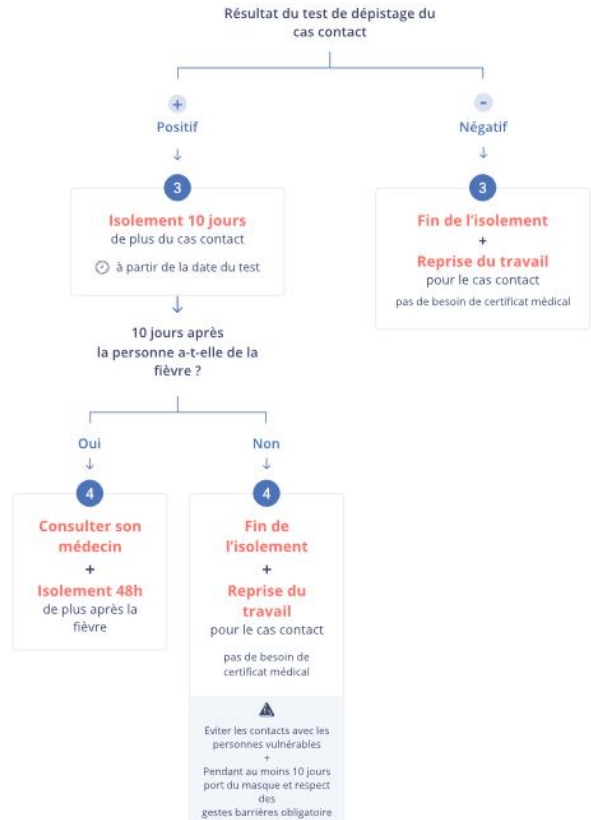 Résultat du test de dépistage du
cas contact
+
Positif
-
Négatif
3
Isolement 10 jours
de plus du cas contact
à partir de la date du test
3
Fin de l'isolement
+
Reprise du travail
pour le cas contact
pas de besoin de certificat médical
10 jours après
la personne a-t-elle de la
fièvre ?
Oui
Non
4
Consulter son
médecin
+
Isolement 48h
de plus après la
fièvre
4
Fin de
l'isolement
+
Reprise du
travail
pour le cas contact
pas de besoin de
certificat médical
Eviter les contacts avec les
personnes vulnérables
+
Pendant au moins 10 jours
port du masque et respect
des
gestes barrières obligatoire